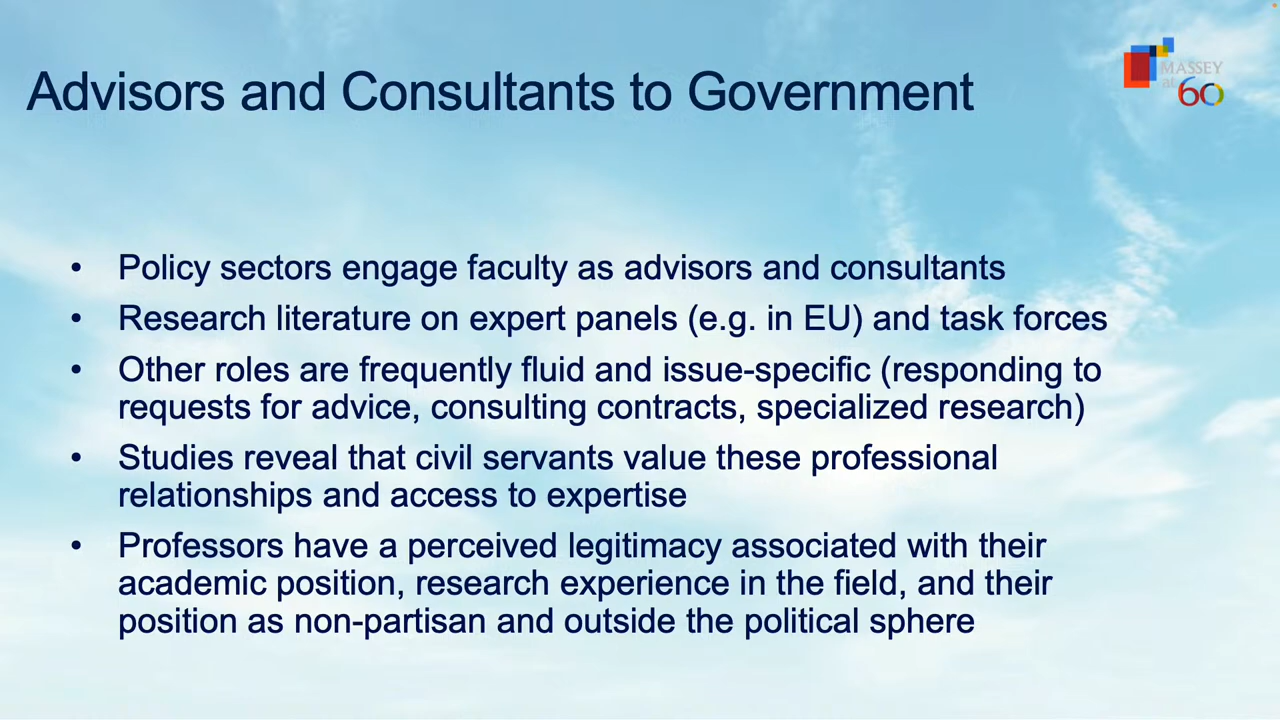 Advisors and Consultants to Government
MASSEY
at
60
• Policy sectors engage faculty as advisors and consultants
• Research literature on expert panels (e.g. in EU) and task forces
• Other roles are frequently fluid and issue-specific (responding to
requests for advice, consulting contracts, specialized research)
• Studies reveal that civil servants value these professional
relationships and access to expertise
• Professors have a perceived legitimacy associated with their
academic position, research experience in the field, and their
position as non-partisan and outside the political sphere